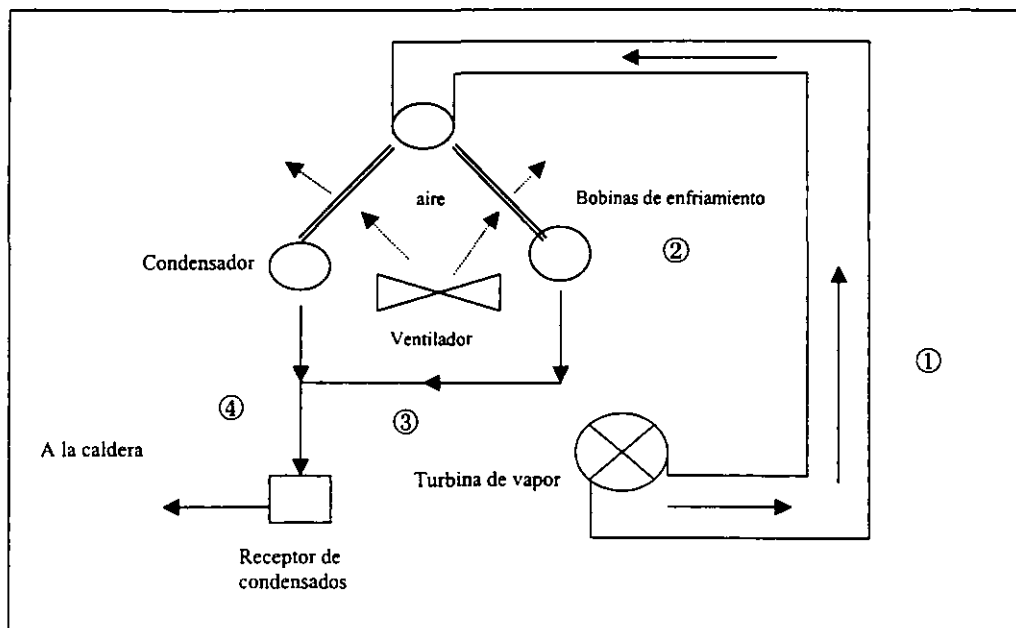 aire
Bobinas de enfriamiento
②
Condensador
Ventilador
①
④
③
A la caldera
Turbina de vapor
Receptor de
condensados